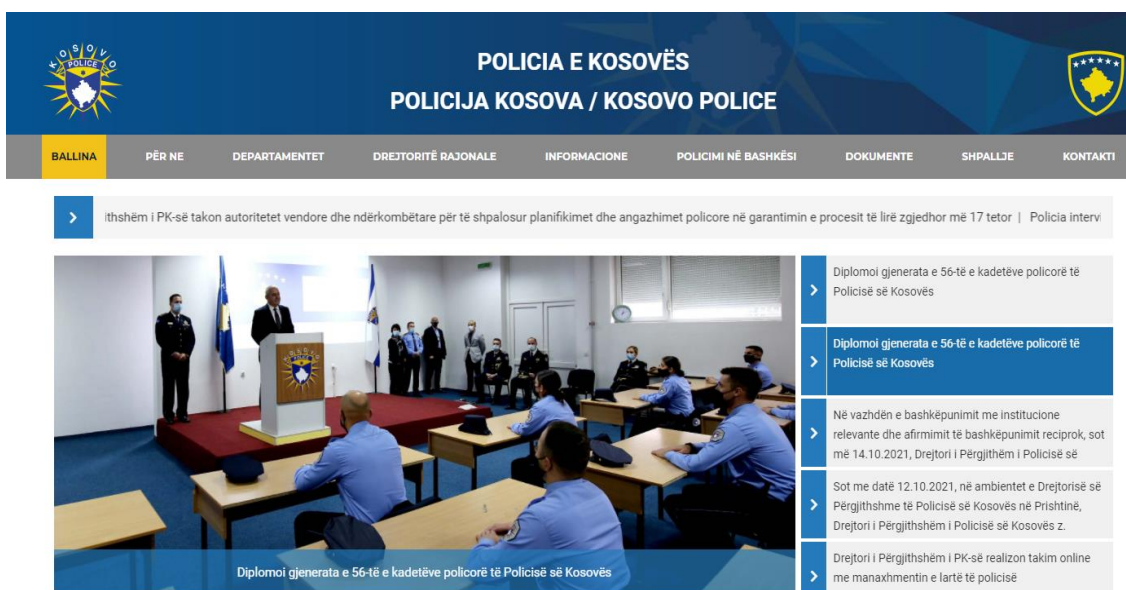 KOSOVO
POLICE
POLICIA E KOSOVËS
POLICIJA KOSOVA / KOSOVO POLICE
BALLINA
PËR NE
DEPARTAMENTET
DREJTORITË RAJONALE
INFORMACIONE
POLICIMI NË BASHKËSI
DOKUMENTE
SHPALLJE
KONTAKTI
ithshëm i PK-së takon autoritetet vendore dhe ndërkombëtare për të shpalosur planifikimet dhe angazhimet policore në garantimin e procesit të lirë zgjedhor më 17 tetor | Policia intervi
Diplomoi gjenerata e 56-të e kadetëve policorë të Policisë së Kosovës
Diplomoi gjenerata e 56-të e kadetëve policorë të
Policisë së Kosovës
Diplomoi gjenerata e 56-të e kadetëve policorë të
Policisë së Kosovës
Në vazhdën e bashkëpunimit me institucione
relevante dhe afirmimit të bashkëpunimit reciprok, sot
më 14.10.2021, Drejtori i Përgjithëm i Policisë së
Sot me datë 12.10.2021, në ambientet e Drejtorisë së
Përgjithshme të Policisë së Kosovës në Prishtinë,
Drejtori i Përgjithshëm i Policisë së Kosovës z.
Drejtori i Përgjithshëm i PK-së realizon takim online
me manaxhmentin e lartë të policisë